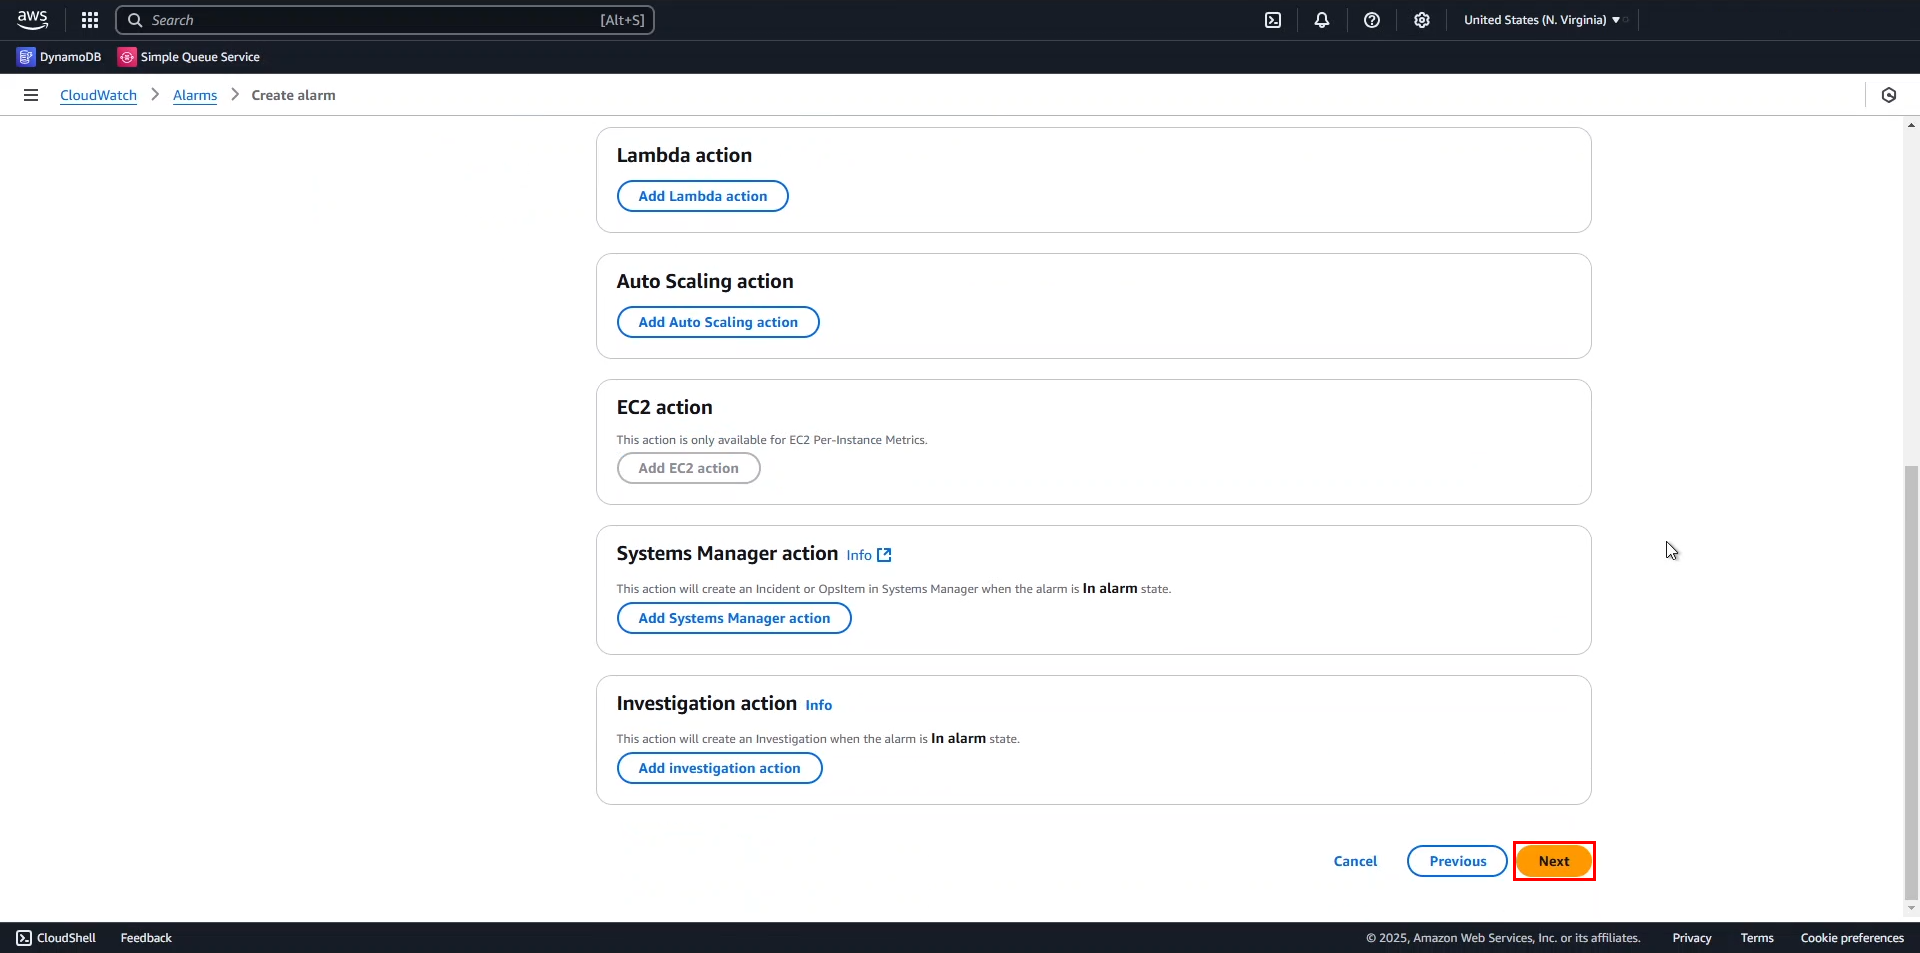 aws
Search [Alt+S]
United States (N. Virginia) ▼
DynamoDB Simple Queue Service
CloudWatch > Alarms > Create alarm
Lambda action
Add Lambda action
Auto Scaling action
Add Auto Scaling action
EC2 action
This action is only available for EC2 Per-Instance Metrics.
Add EC2 action
Systems Manager action Info
This action will create an Incident or OpsItem in Systems Manager when the alarm is In alarm state.
Add Systems Manager action
Investigation action Info
This action will create an Investigation when the alarm is In alarm state.
Add investigation action
Cancel Previous Next
CloudShell Feedback © 2025, Amazon Web Services, Inc. or its affiliates. Privacy Terms Cookie preferences